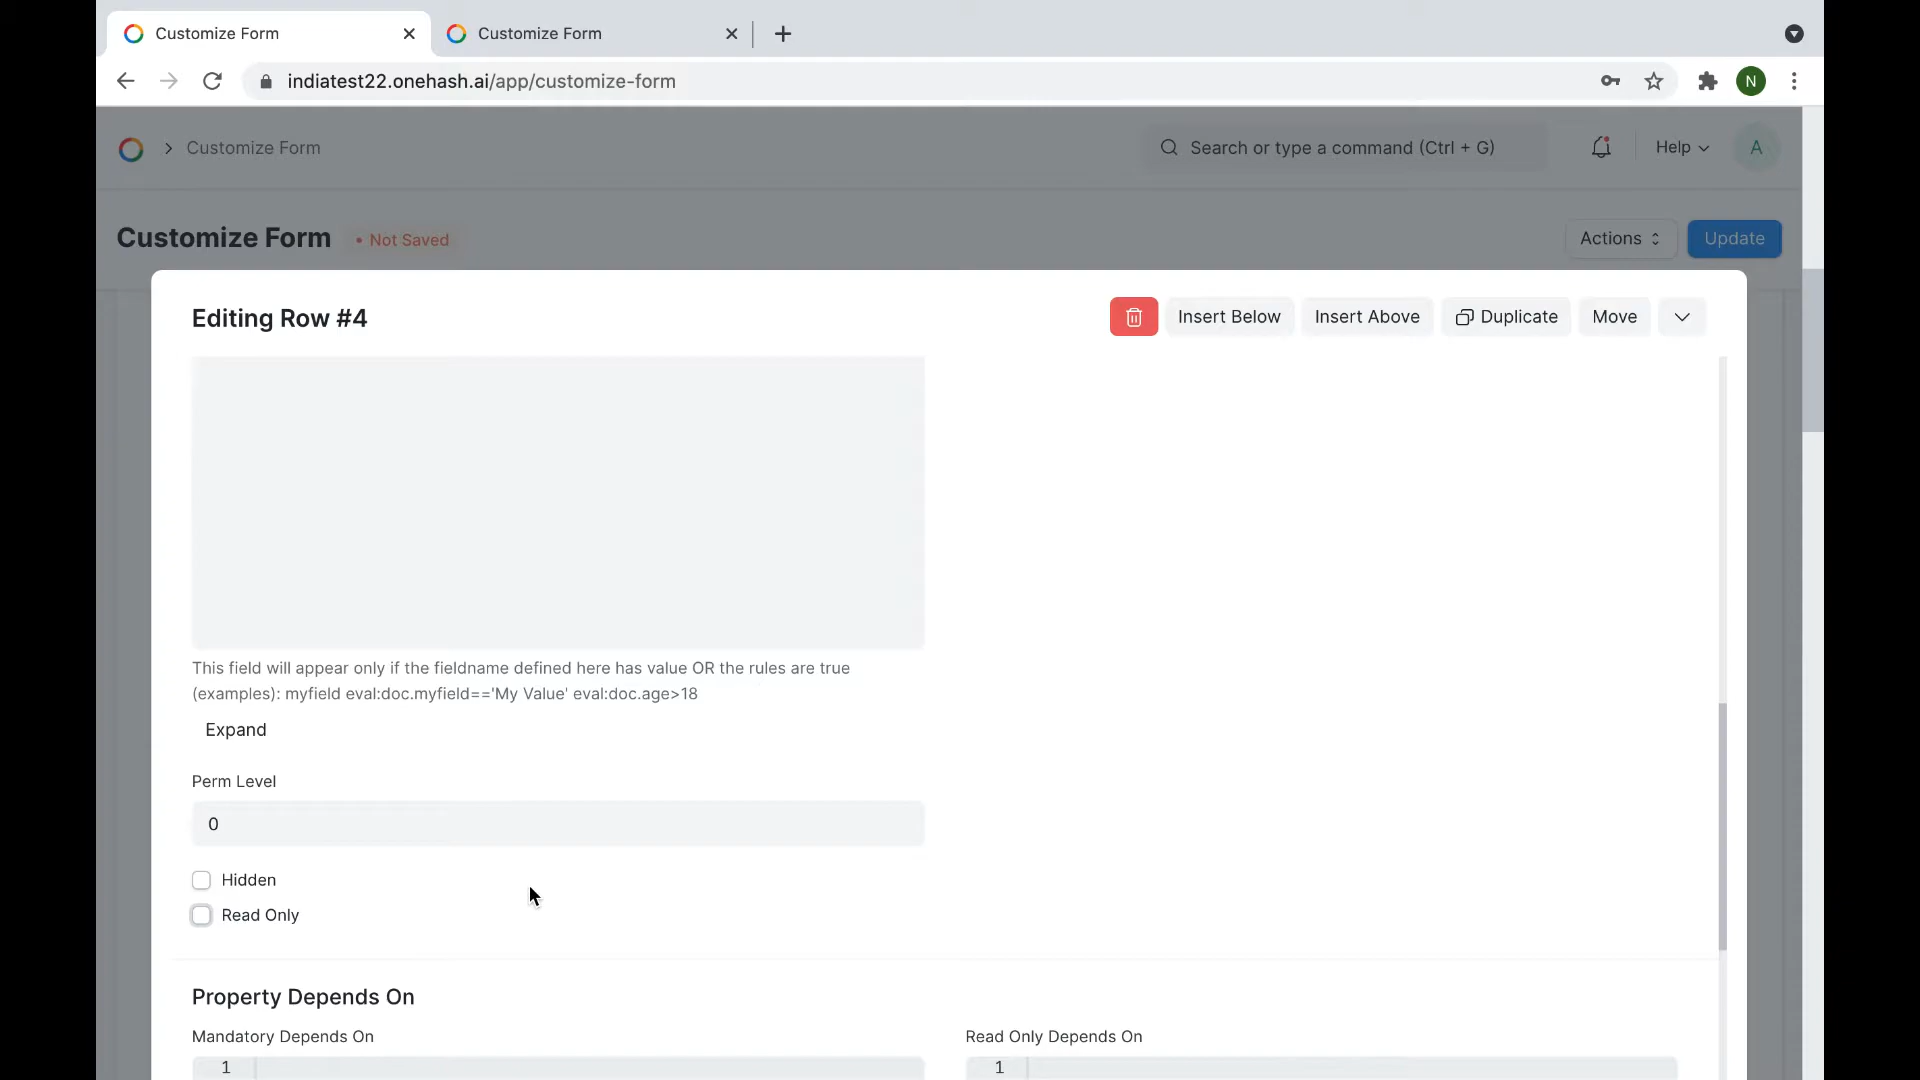 Customize Form
Customize Form
indiatest22.onehash.ai/app/customize-form
N
Customize Form
Search or type a command (Ctrl + G)
Help
A
Customize Form
• Not Saved
Actions
Update
Editing Row #4
Insert Below
Insert Above
Duplicate
Move
This field will appear only if the fieldname defined here has value OR the rules are true
(examples): myfield eval:doc.myfield=='My Value' eval:doc.age>18
Expand
Perm Level
0
Hidden
Read Only
Property Depends On
Mandatory Depends On
Read Only Depends On
1
1